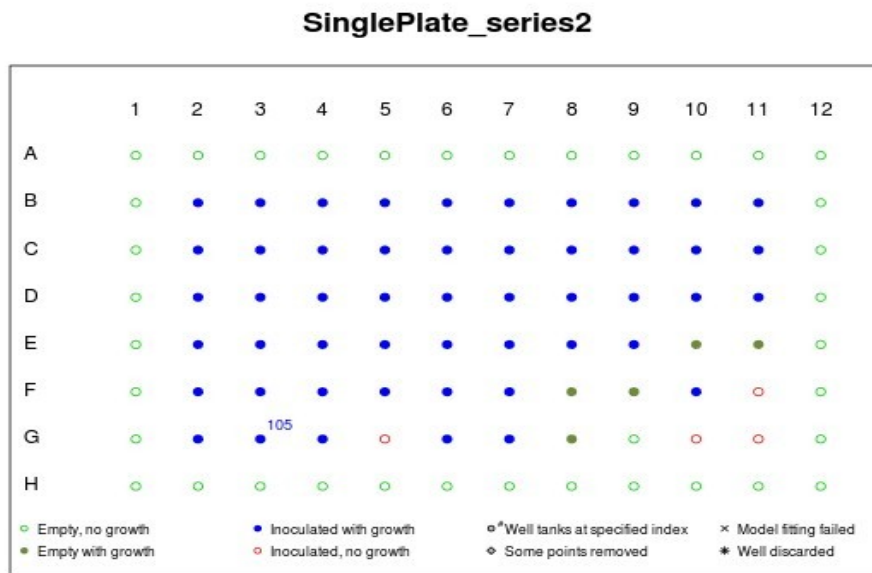 SinglePlate_series2
1 2 3 4 5 6 7 8 9 10 11 12
A
B
C
D
E
F
105
G
H
Empty, no growth Inoculated with growth #Well tanks at specified index Model fitting failed
Empty with growth Inoculated, no growth Some points removed Well discarded